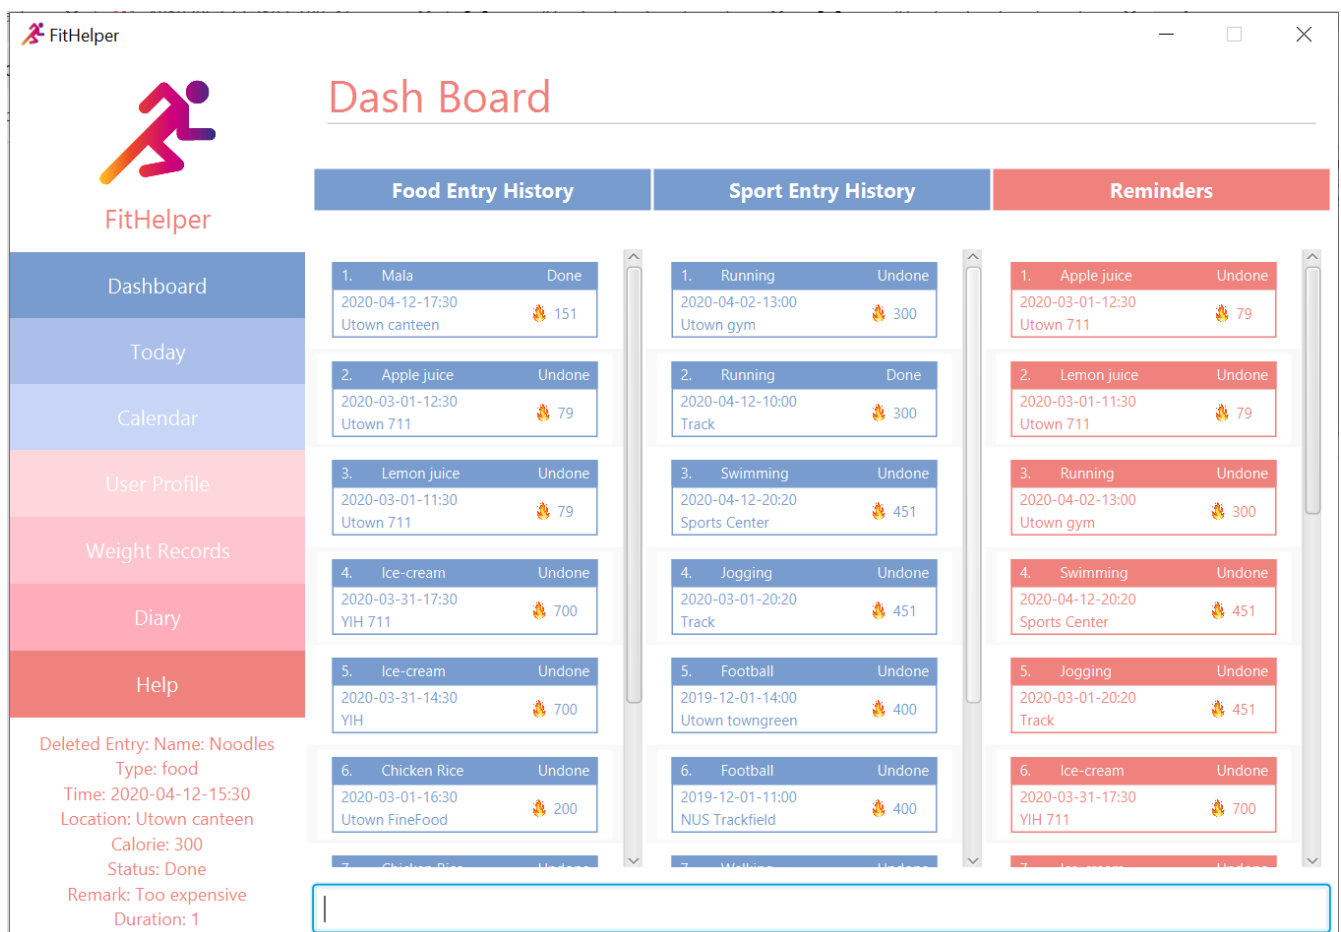 FitHelper
FitHelper
Dashboard
Today
Calendar
User Profile
Weight Records
Diary
Help
Deleted Entry: Name: Noodles
Type: food
Time: 2020-04-12-15:30
Location: Utown canteen
Calorie: 300
Status: Done
Remark: Too expensive
Duration: 1
Dash Board
Food Entry History
1. Mala Done
2020-04-12-17:30
Utown canteen
151
2. Apple juice Undone
2020-03-01-12:30
Utown 711
79
3. Lemon juice Undone
2020-03-01-11:30
Utown 711
79
4. Ice-cream Undone
2020-03-31-17:30
YIH 711
700
5. Ice-cream Undone
2020-03-31-14:30
YIH
700
6. Chicken Rice Undone
2020-03-01-16:30
Utown FineFood
200
7. Chicken Rice Undone
Sport Entry History
1. Running Undone
2020-04-02-13:00
Utown gym
300
2. Running Done
2020-04-12-10:00
Track
300
3. Swimming Undone
2020-04-12-20:20
Sports Center
451
4. Jogging Undone
2020-03-01-20:20
Track
451
5. Football Undone
2019-12-01-14:00
Utown towngreen
400
6. Football Undone
2019-12-01-11:00
NUS Trackfield
400
7. Walking Undone
Reminders
1. Apple juice Undone
2020-03-01-12:30
Utown 711
79
2. Lemon juice Undone
2020-03-01-11:30
Utown 711
79
3. Running Undone
2020-04-02-13:00
Utown gym
300
4. Swimming Undone
2020-04-12-20:20
Sports Center
451
5. Jogging Undone
2020-03-01-20:20
Track
451
6. Ice-cream Undone
2020-03-31-17:30
YIH 711
700
7. Ice-cream Undone